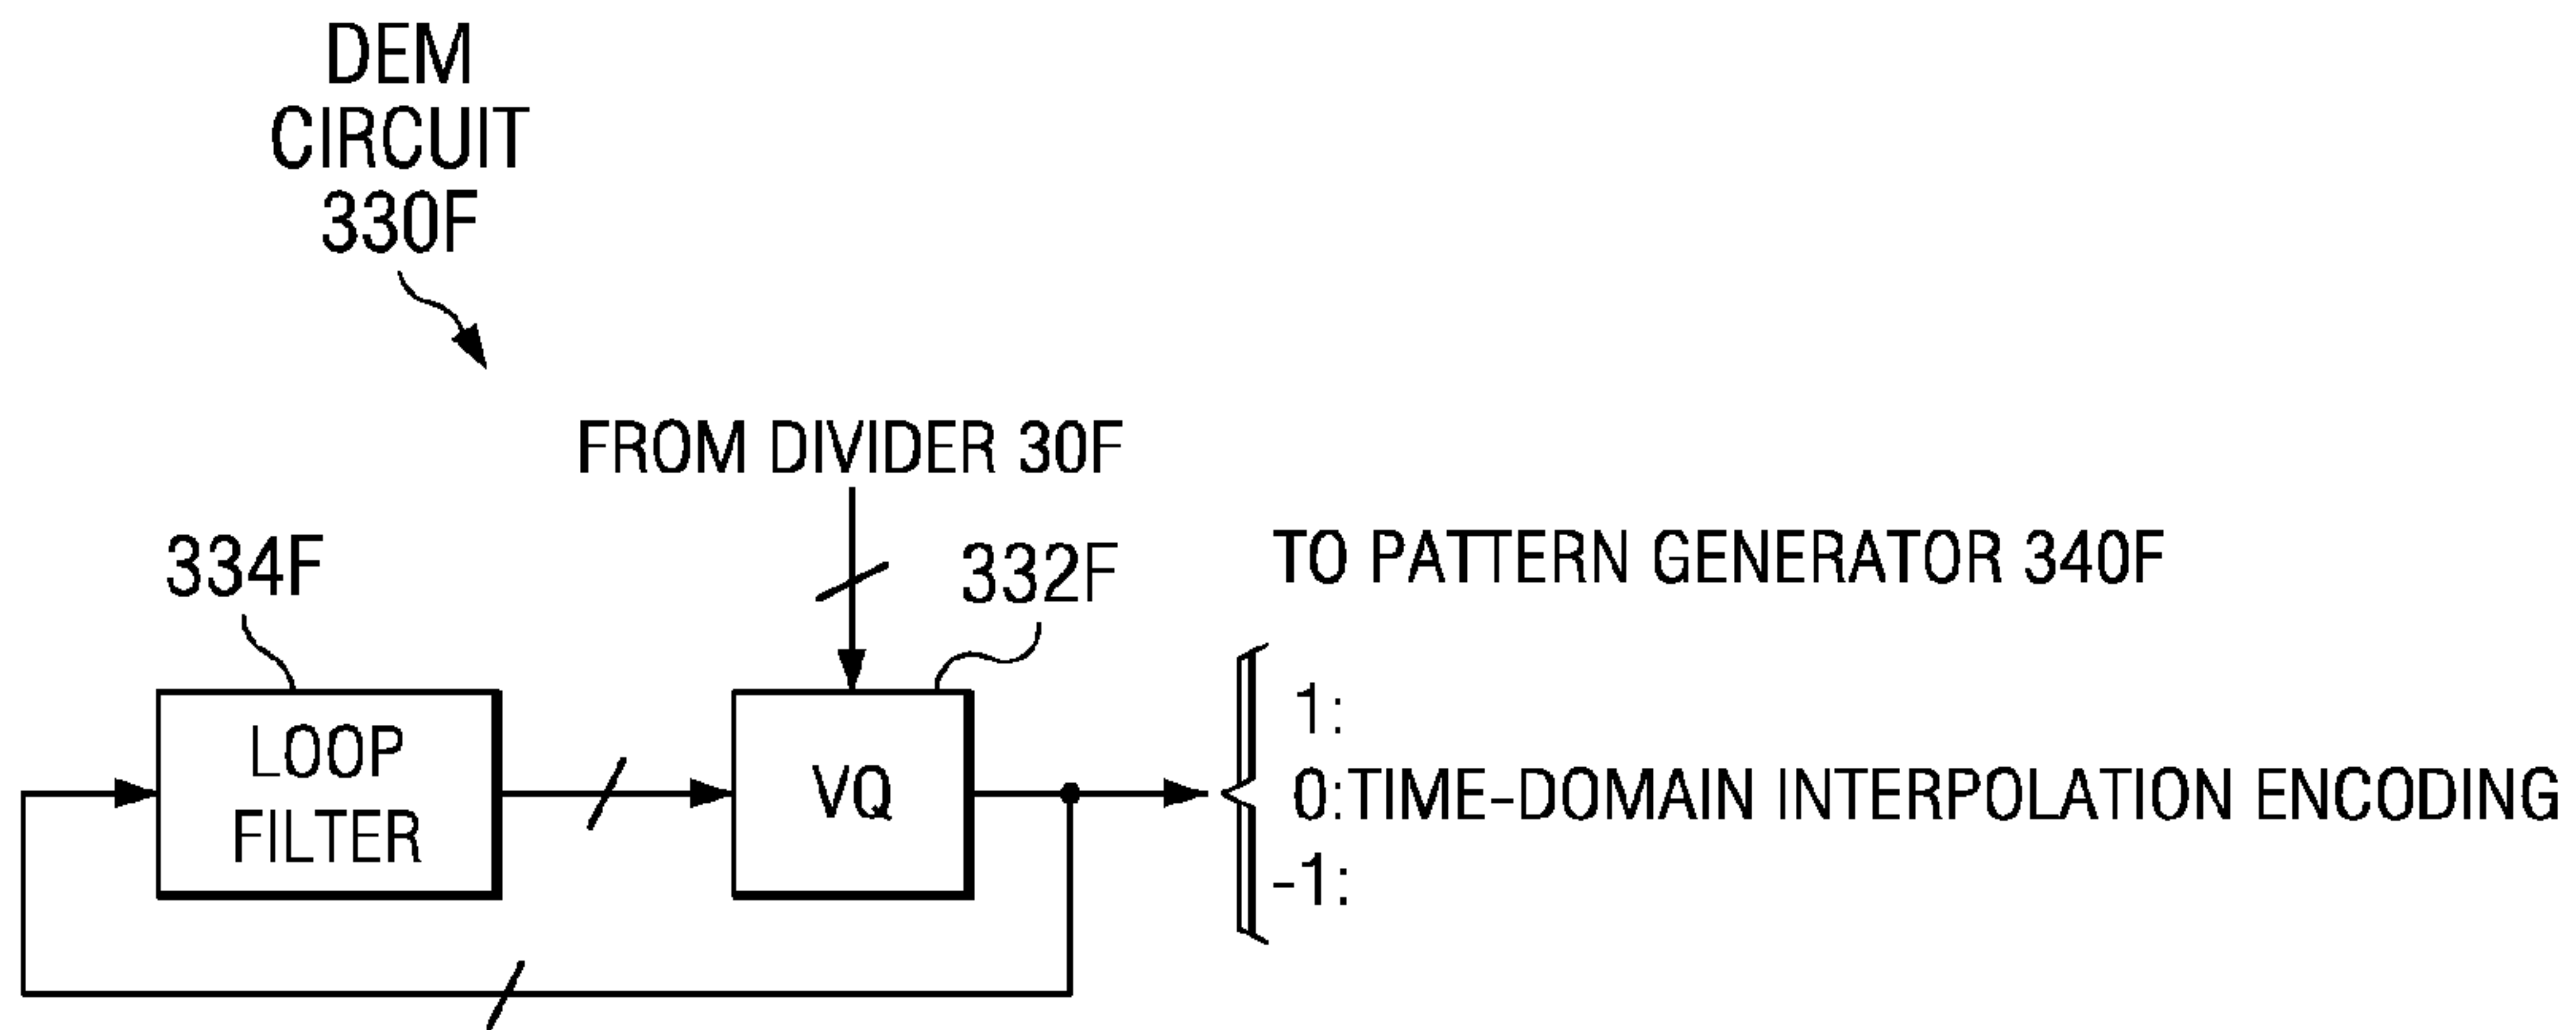 DEM
CIRCUIT
330F
FROM DIVIDER 30F
334F
332F
TO PATTERN GENERATOR 340F
LOOP
FILTER
VQ
1:
0:TIME-DOMAIN INTERPOLATION ENCODING
-1: